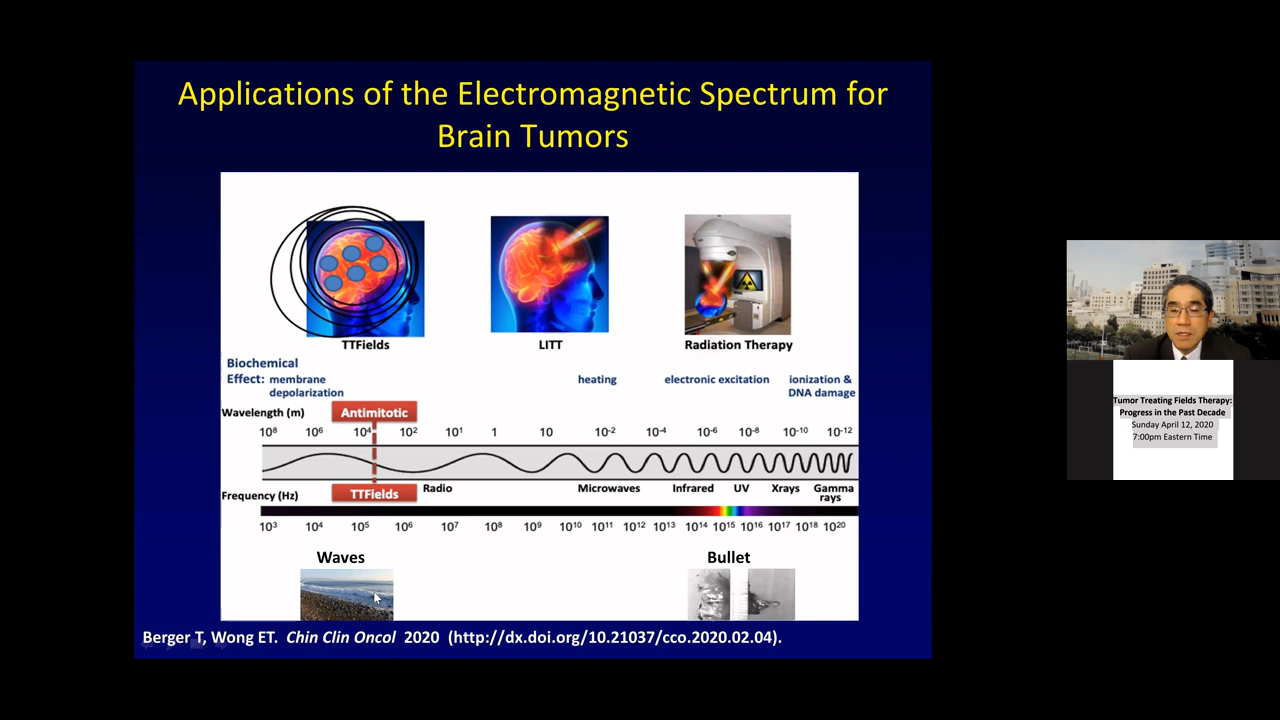 Applications of the Electromagnetic Spectrum for
Brain Tumors
TTFields
LITT
Radiation Therapy
Biochemical
Effect: membrane
depolarization
heating
electronic excitation
ionization &
DNA damage
Wavelength (m)
Antimitotic
10⁸ 10⁶ 10⁴ 10² 10¹ 1 10 10⁻² 10⁻⁴ 10⁻⁶ 10⁻⁸ 10⁻¹⁰ 10⁻¹²
Frequency (Hz)
TTFields
Radio
Microwaves
Infrared
UV
Xrays
Gamma
rays
10³ 10⁴ 10⁵ 10⁶ 10⁷ 10⁸ 10⁹ 10¹⁰ 10¹¹ 10¹² 10¹³ 10¹⁴ 10¹⁵ 10¹⁶ 10¹⁷ 10¹⁸ 10²⁰
Waves
Bullet
Berger T, Wong ET. Chin Clin Oncol 2020 (http://dx.doi.org/10.21037/cco.2020.02.04).
Tumor Treating Fields Therapy:
Progress in the Past Decade
Sunday April 12, 2020
7:00pm Eastern Time